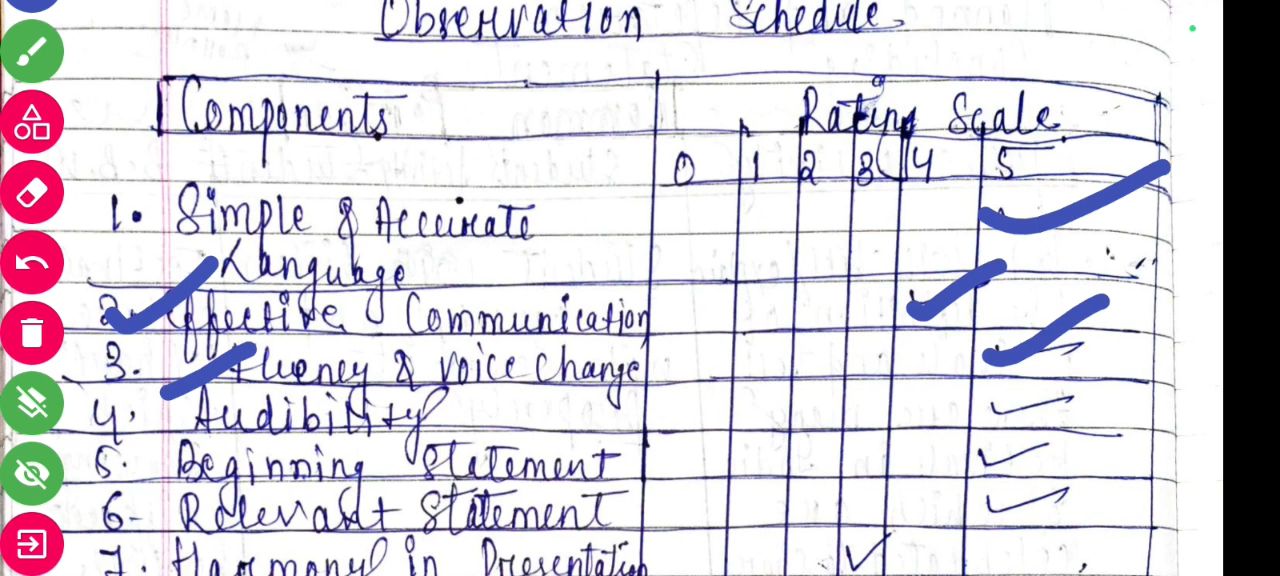 Observation Schedule
Components Rating Scale
0 1 2 3 4 5
1. Simple & Accurate
Language
2. Effective Communication
3. Fluency & voice change
4. Audibility
5. Beginning Statement
6- Relevant Statement
7. Harmony in Presentation